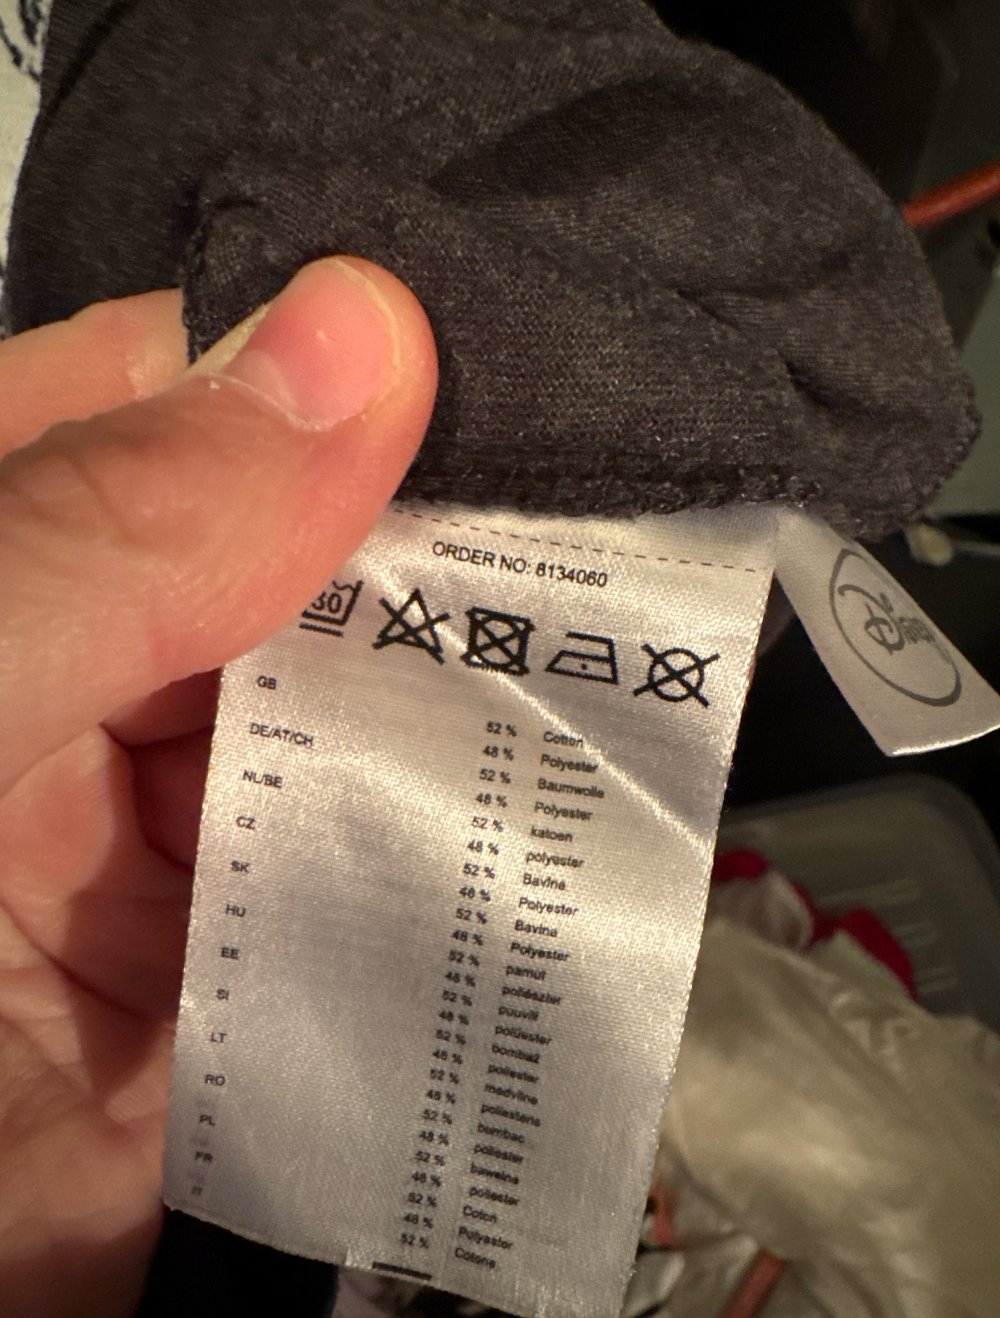 ORDER NO: 8134060
30
Disney
GB
52 % Cotton
48 % Polyester
DE/AT/CH
52 % Baumwolle
48 % Polyester
NL/BE
52 % katoen
48 % polyester
CZ
52 % Bavlna
48 % Polyester
SK
52 % Bavlna
48 % Polyester
HU
52 % pamut
48 % poliészter
EE
52 % puuvill
48 % polüester
SI
52 % bombaž
48 % poliester
LT
52 % medvilnė
48 % poliesteris
RO
52 % bumbac
48 % poliester
PL
52 % bawełna
48 % poliester
FR
52 % Coton
48 % Polyester
IT
52 % Cotone